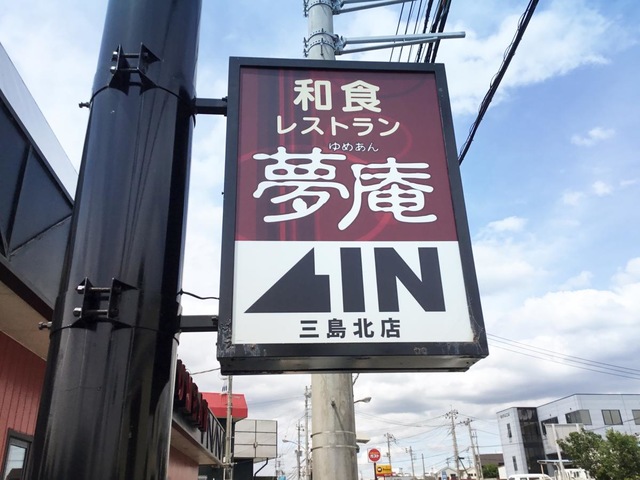 和食
レストラン
ゆめあん
夢庵
IN
三島北店